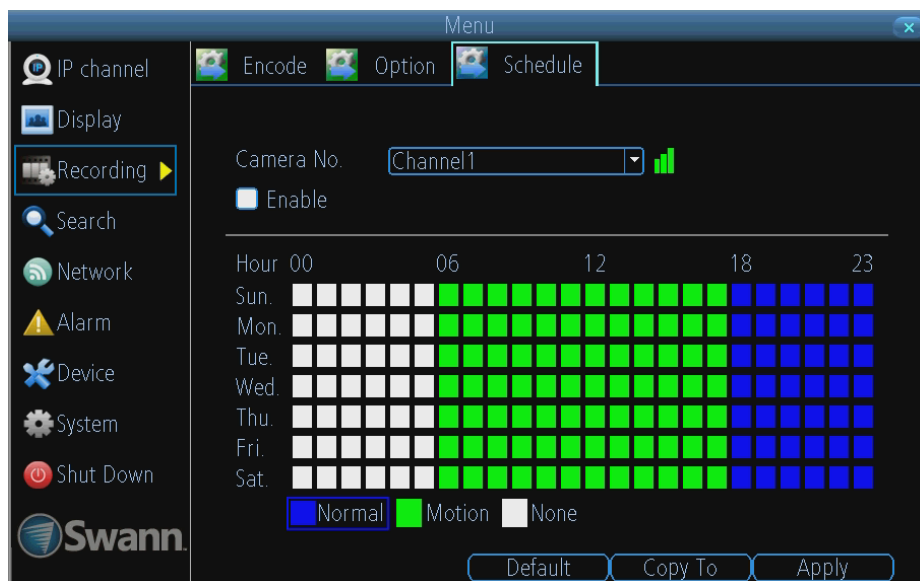 Menu
IP channel
Display
Recording
Search
Network
Alarm
Device
System
Shut Down
Swann.
Encode Option Schedule
Camera No. Channel1
Enable
Hour 00 06 12 18 23
Sun.
Mon.
Tue.
Wed.
Thu.
Fri.
Sat.
Normal Motion None
Default Copy To Apply